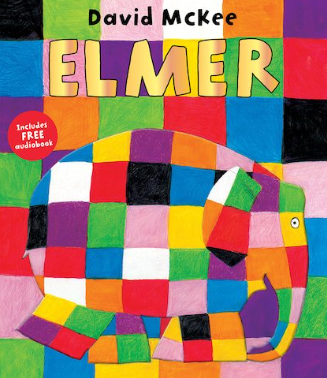 David McKee
ELMER
Includes
FREE
audiobook